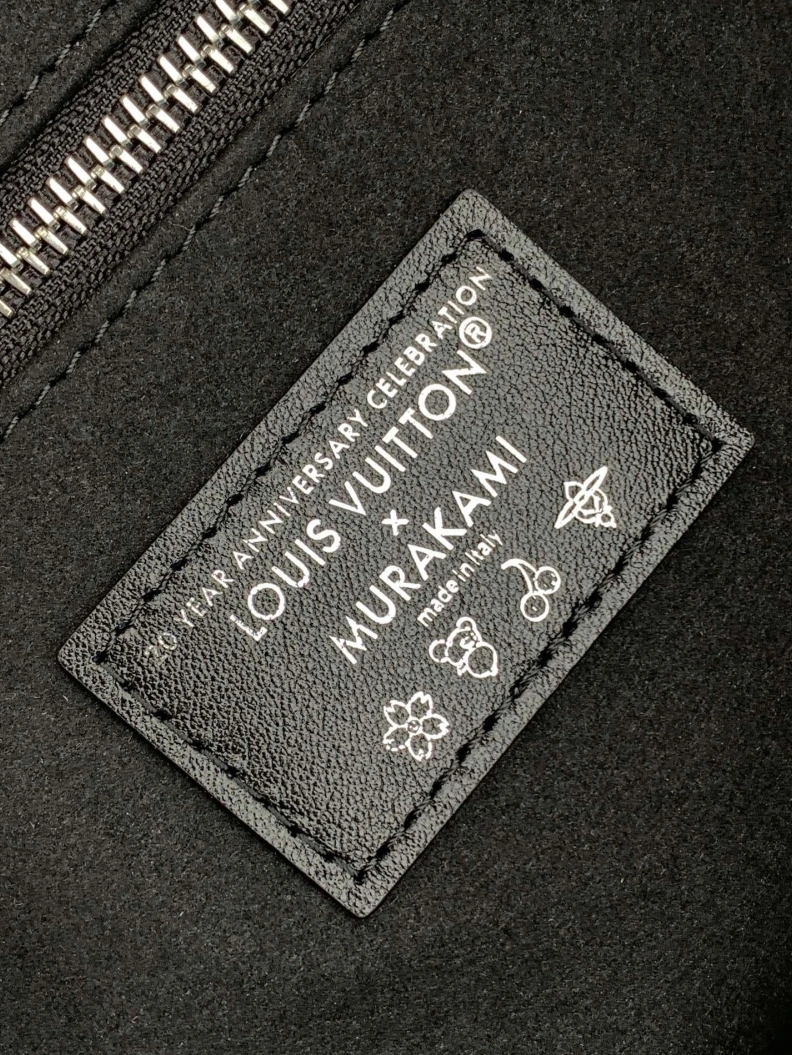 20 YEAR ANNIVERSARY CELEBRATION
LOUIS VUITTON®
×
MURAKAMI
made in italy